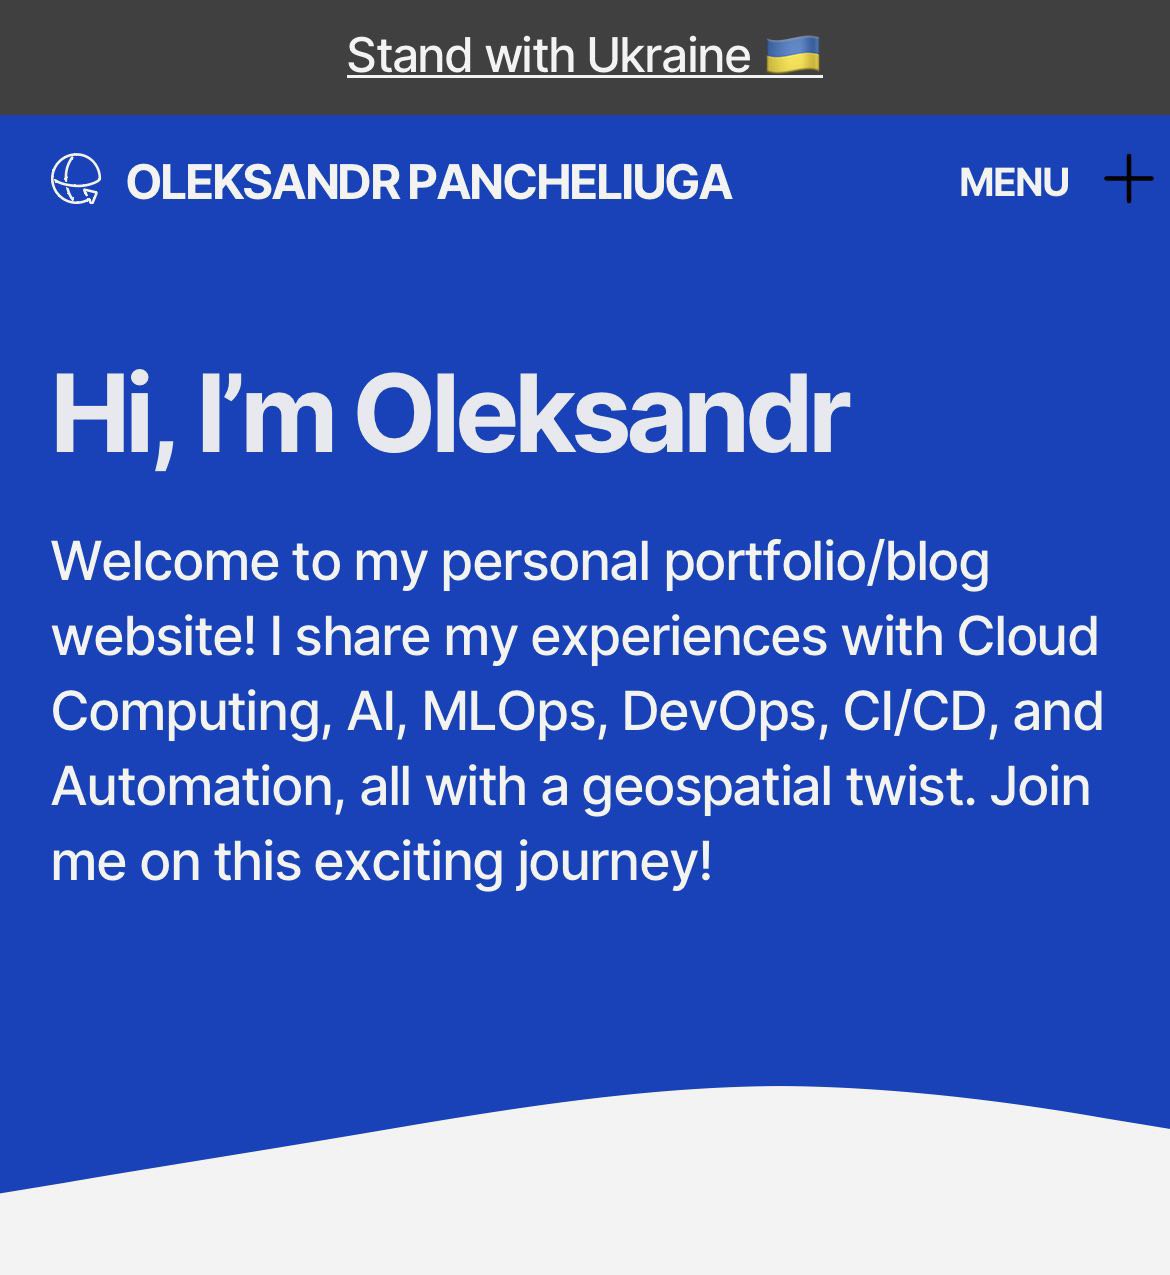 Stand with Ukraine 🇺🇦
OLEKSANDR PANCHELIUGA
MENU
Hi, I’m Oleksandr
Welcome to my personal portfolio/blog
website! I share my experiences with Cloud
Computing, AI, MLOps, DevOps, CI/CD, and
Automation, all with a geospatial twist. Join
me on this exciting journey!